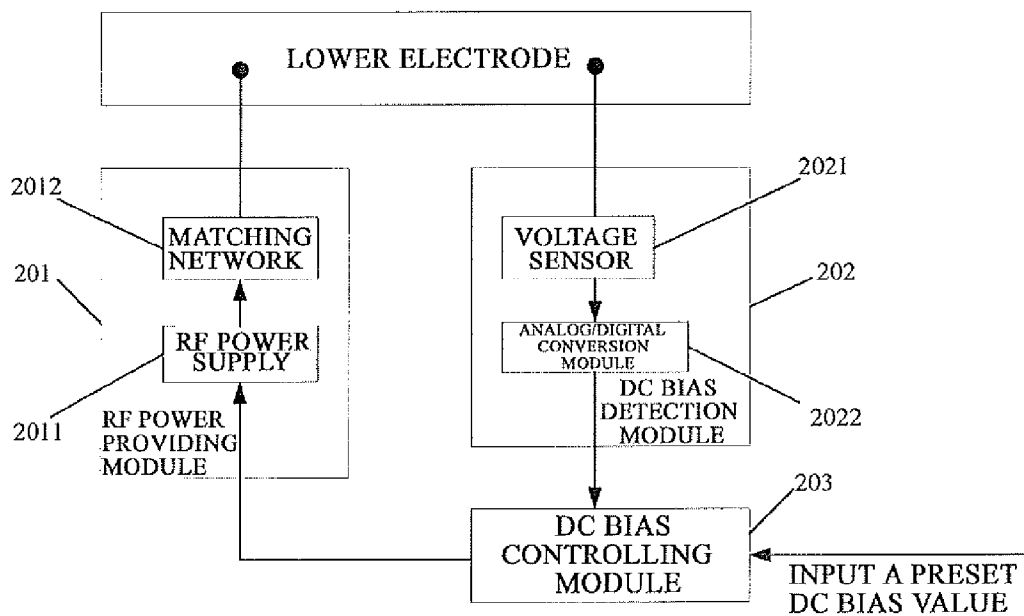 LOWER ELECTRODE
2012
MATCHING
NETWORK
201
RF POWER
SUPPLY
2011
RF POWER
PROVIDING
MODULE
2021
VOLTAGE
SENSOR
202
ANALOG/DIGITAL
CONVERSION
MODULE
DC BIAS
DETECTION
MODULE
2022
203
DC BIAS
CONTROLLING
MODULE
INPUT A PRESET
DC BIAS VALUE